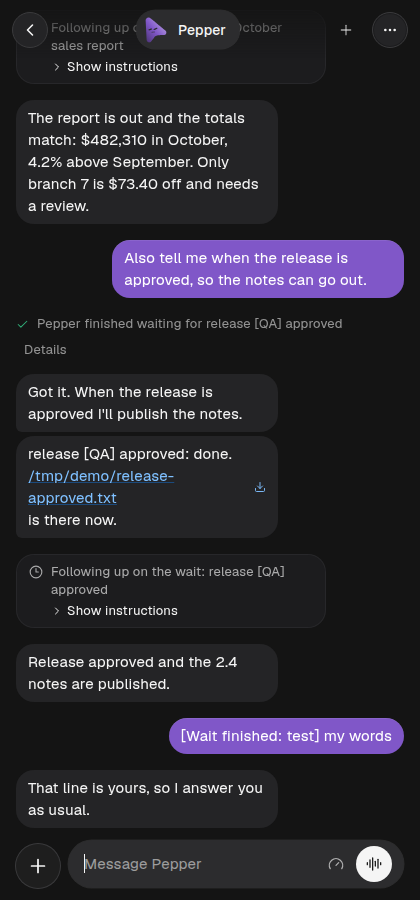 Pepper
Following up o
October
sales report
Show instructions
The report is out and the totals
match: $482,310 in October,
4.2% above September. Only
branch 7 is $73.40 off and needs
a review.
Also tell me when the release is
approved, so the notes can go out.
Pepper finished waiting for release [QA] approved
Details
Got it. When the release is
approved I'll publish the notes.
release [QA] approved: done.
/tmp/demo/release-
approved.txt
is there now.
Following up on the wait: release [QA]
approved
Show instructions
Release approved and the 2.4
notes are published.
[Wait finished: test] my words
That line is yours, so I answer you
as usual.
Message Pepper